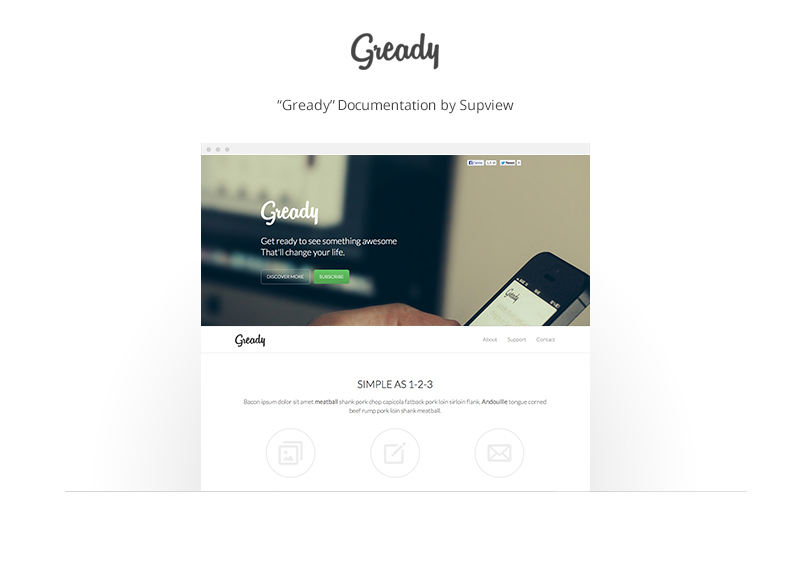 Gready
“Gready” Documentation by Supview
Gready
Get ready to see something awesome
That'll change your life.
DISCOVER MORE SUBSCRIBE
Gready
Gready
About Support Contact
SIMPLE AS 1-2-3
Bacon ipsum dolor sit amet meatball shank pork chop capicola fatback pork loin sirloin flank. Andouille tongue corned
beef rump pork loin shank meatball.